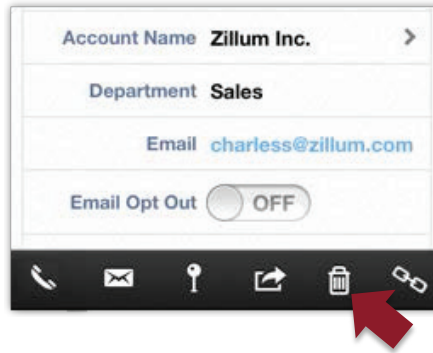 Account Name Zillum Inc.
Department Sales
Email charless@zillum.com
Email Opt Out OFF